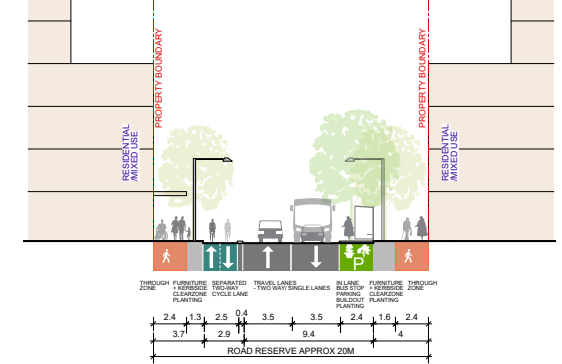 PROPERTY BOUNDARY
PROPERTY BOUNDARY
RESIDENTIAL
/MIXED USE
RESIDENTIAL
/MIXED USE
P
THROUGH
ZONE
FURNITURE
+ KERBSIDE
CLEARZONE
PLANTING
SEPARATED
TWO-WAY
CYCLE LANE
TRAVEL LANES
- TWO WAY SINGLE LANES
IN LANE
BUS STOP
PARKING
BUILDOUT
PLANTING
FURNITURE
+ KERBSIDE
CLEARZONE
PLANTING
THROUGH
ZONE
2.4 1.3 2.5 0.4 3.5 3.5 2.4 1.6 2.4
3.7 2.9 9.4 4
ROAD RESERVE APPROX 20M